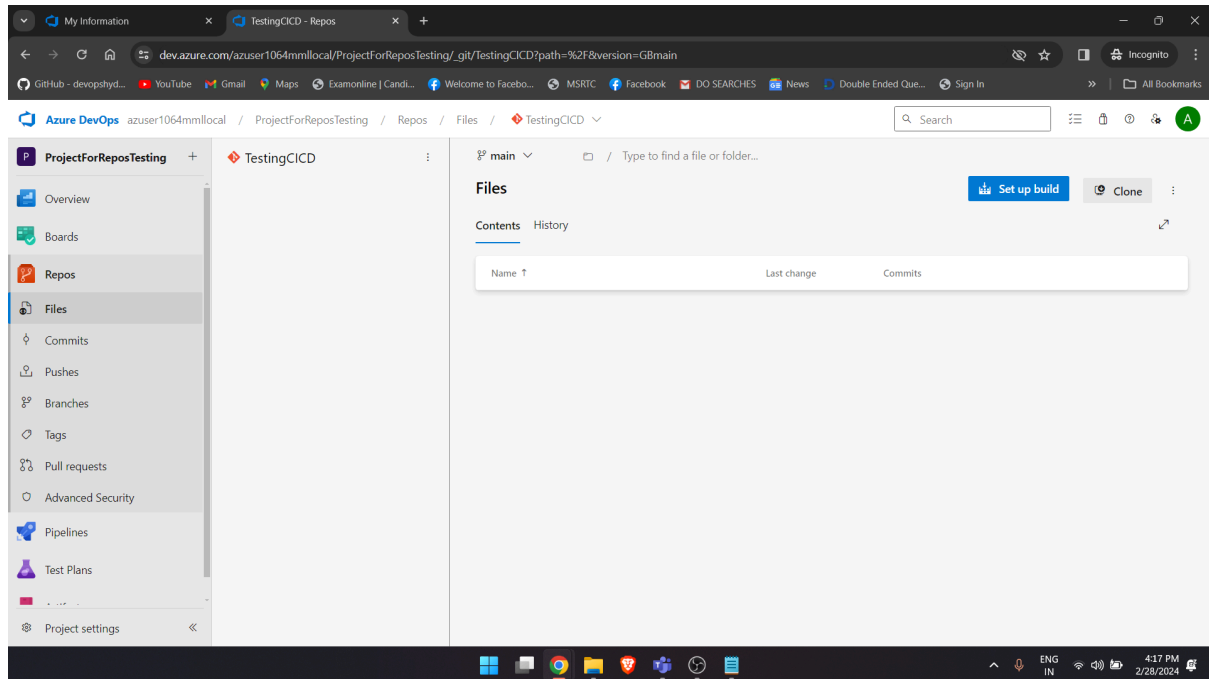 My Information
TestingCICD - Repos
dev.azure.com/azuser1064mmllocal/ProjectForReposTesting/_git/TestingCICD?path=%2F&version=GBmain
Incognito
GitHub - devopshyd...
YouTube
Gmail
Maps
Examonline | Candi...
Welcome to Facebo...
MSRTC
Facebook
DO SEARCHES
News
Double Ended Que...
Sign In
»
All Bookmarks
Azure DevOps azuser1064mmllocal / ProjectForReposTesting / Repos / Files / TestingCICD
Search
A
P ProjectForReposTesting +
Overview
Boards
Repos
Files
Commits
Pushes
Branches
Tags
Pull requests
Advanced Security
Pipelines
Test Plans
Project settings
TestingCICD
main / Type to find a file or folder...
Files
Set up build
Clone
Contents History
Name ↑ Last change Commits
ENG
IN
4:17 PM
2/28/2024